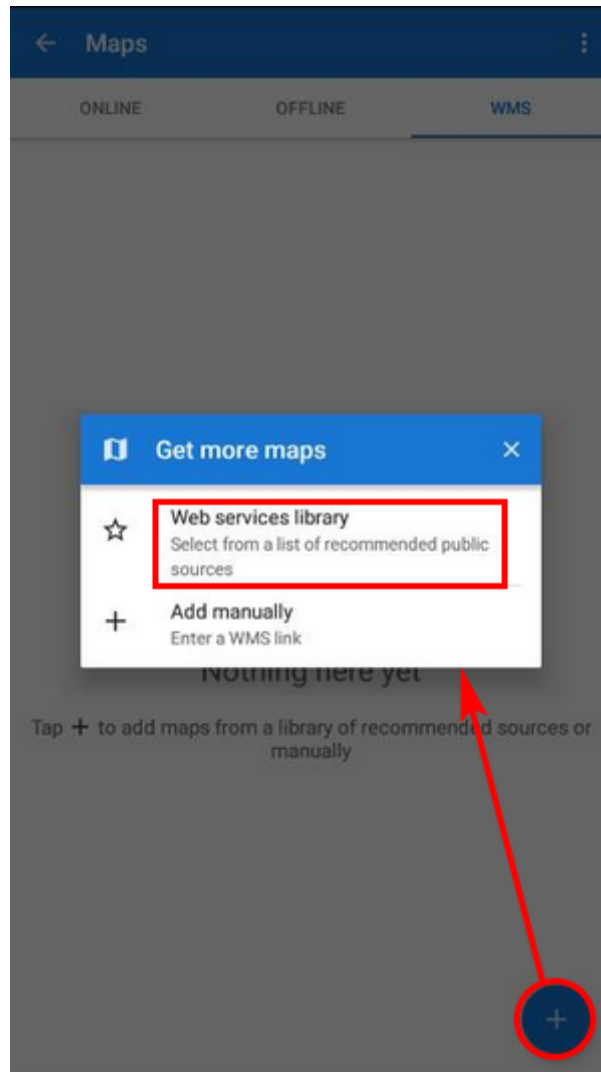 Maps
ONLINE OFFLINE WMS
Get more maps
Web services library
Select from a list of recommended public
sources
Add manually
Enter a WMS link
Nothing here yet
Tap + to add maps from a library of recommended sources or
manually